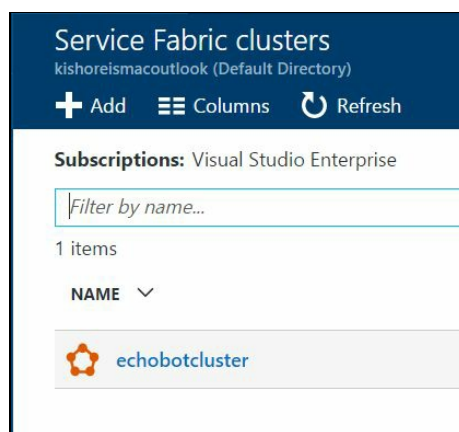 Service Fabric clusters
kishoreismacoutlook (Default Directory)
Add Columns Refresh
Subscriptions: Visual Studio Enterprise
Filter by name...
1 items
NAME
echobotcluster